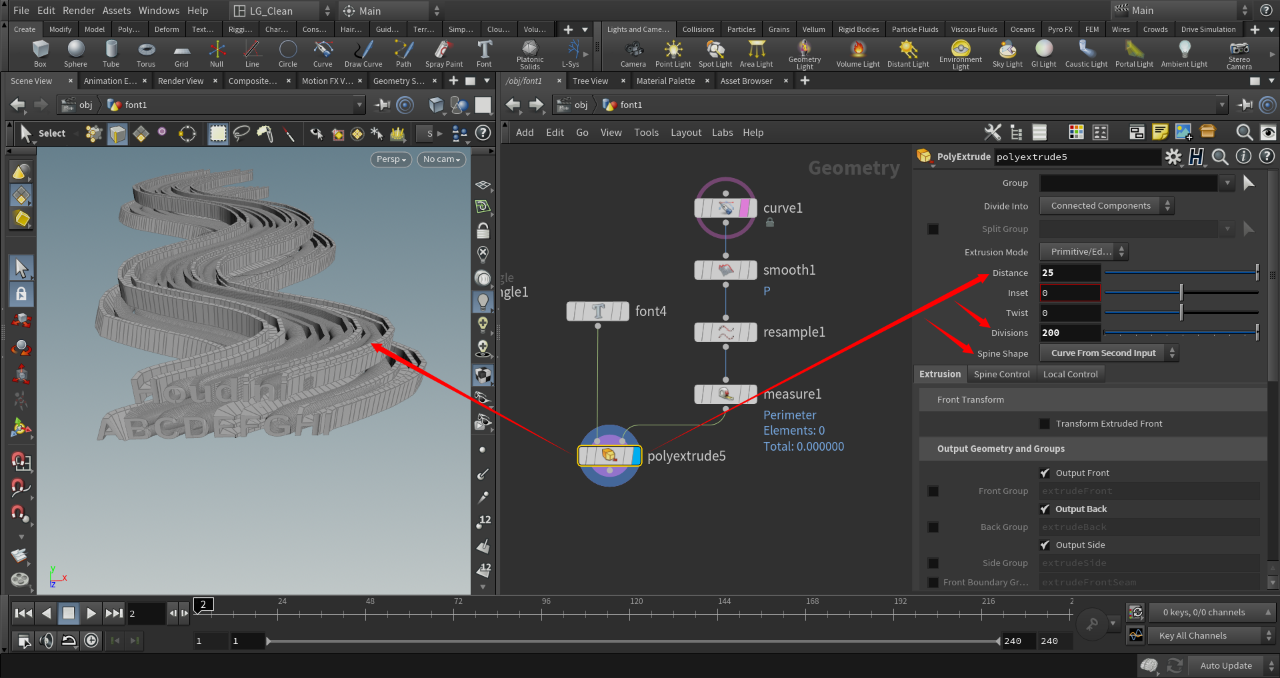 File Edit Render Assets Windows Help LG_Clean Main Main
Create Modify Model Poly... Deform Text... Riggi... Char... Cons... Hair... Guid... Terr... Simp... Clou... Volu...
Lights and Came... Collisions Particles Grains Vellum Rigid Bodies Particle Fluids Viscous Fluids Oceans Pyro FX FEM Wires Crowds Drive Simulation
Box Sphere Tube Torus Grid Null Line Circle Curve Draw Curve Path Spray Paint Font Platonic Solids L-Sys
Camera Point Light Spot Light Area Light Geometry Light Volume Light Distant Light Environment Light Sky Light GI Light Caustic Light Portal Light Ambient Light Stereo Camera
Scene View Animation E... Render View Composite... Motion FX V... Geometry S...
/obj/font1 Tree View Material Palette Asset Browser
obj font1
obj font1
Select S
Add Edit Go View Tools Layout Labs Help
Persp No cam
Houdini
ABCDEFGH
y
x
z
12
12
Geometry
gle
ngle1
font4
curve1
smooth1
P
resample1
measure1
Perimeter
Elements: 0
Total: 0.000000
polyextrude5
PolyExtrude polyextrude5
Group
Divide Into Connected Components
Split Group
Extrusion Mode Primitive/Ed...
Distance 25
Inset 0
Twist 0
Divisions 200
Spine Shape Curve From Second Input
Extrusion Spine Control Local Control
Front Transform
Transform Extruded Front
Output Geometry and Groups
Output Front
Front Group extrudeFront
Output Back
Back Group extrudeBack
Output Side
Side Group extrudeSide
Front Boundary Gr... extrudeFrontSeam
2 2 24 48 72 96 120 144 168 192 216 2
0 keys, 0/0 channels
1 1 240 240
Key All Channels
Auto Update